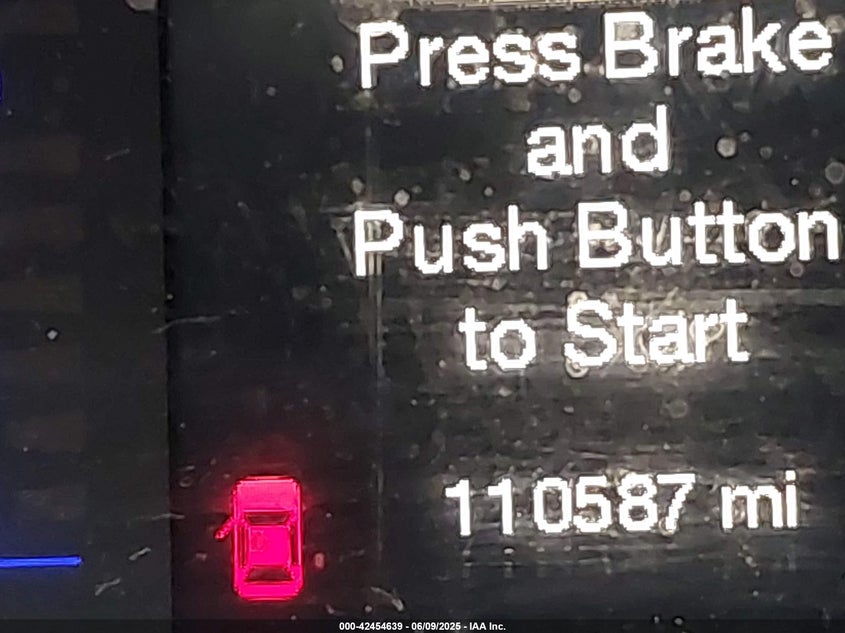 Press Brake
and
Push Button
to Start
110587 mi
000-42454639 - 06/09/2025 - IAA Inc.